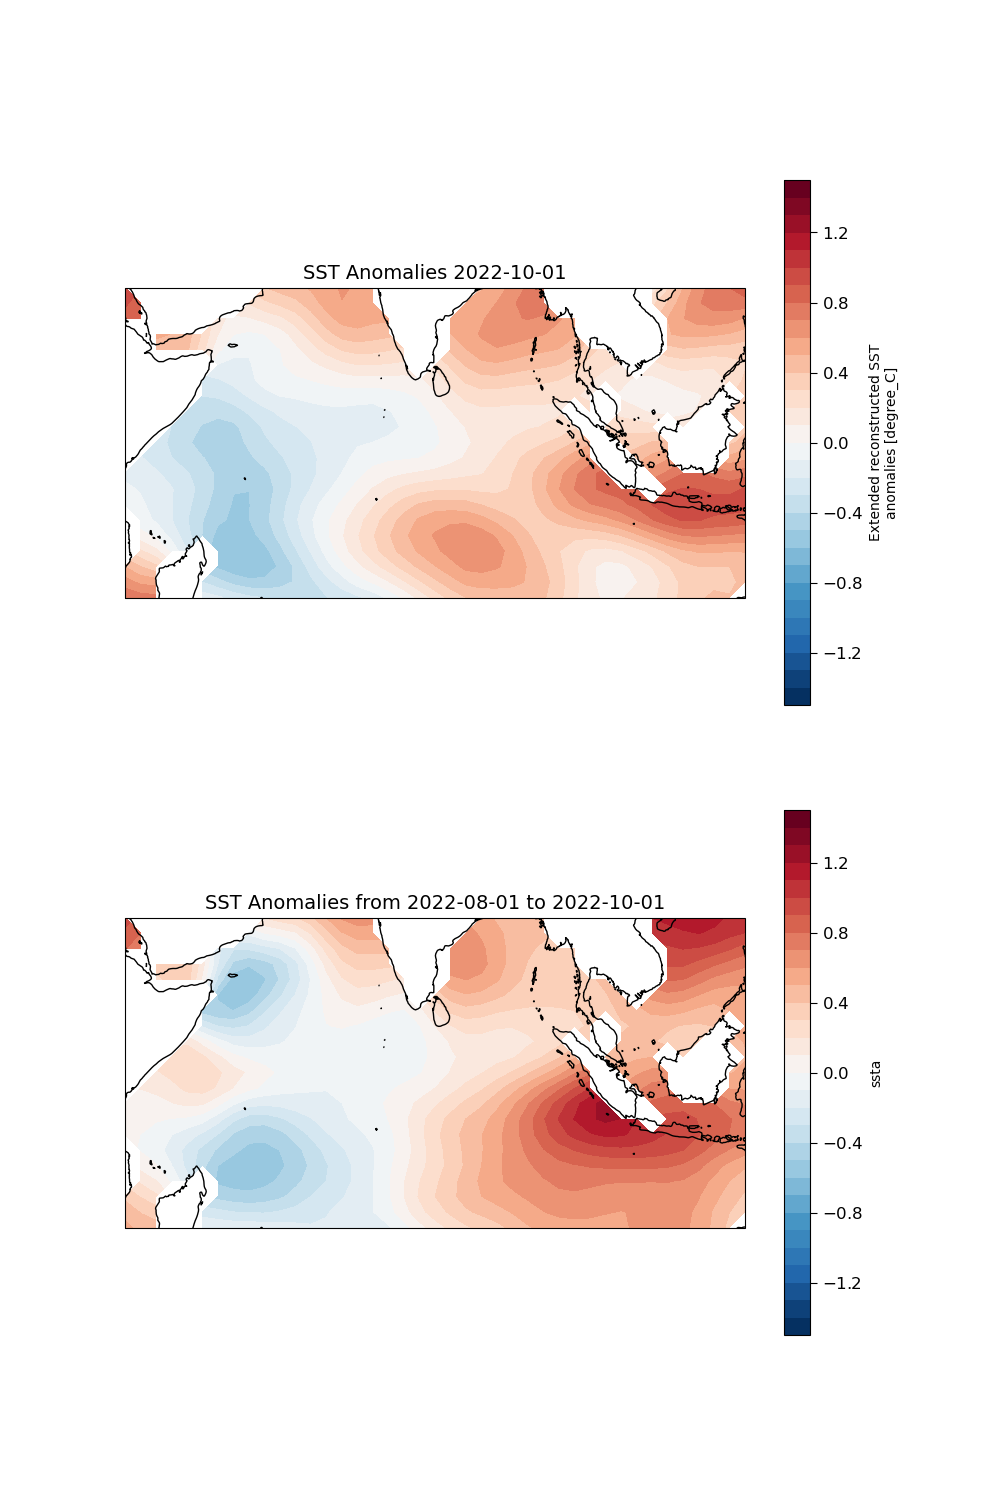 SST Anomalies 2022-10-01
1.2
0.8
0.4
0.0
−0.4
−0.8
−1.2
Extended reconstructed SST
anomalies [degree_C]
SST Anomalies from 2022-08-01 to 2022-10-01
1.2
0.8
0.4
0.0
−0.4
−0.8
−1.2
ssta